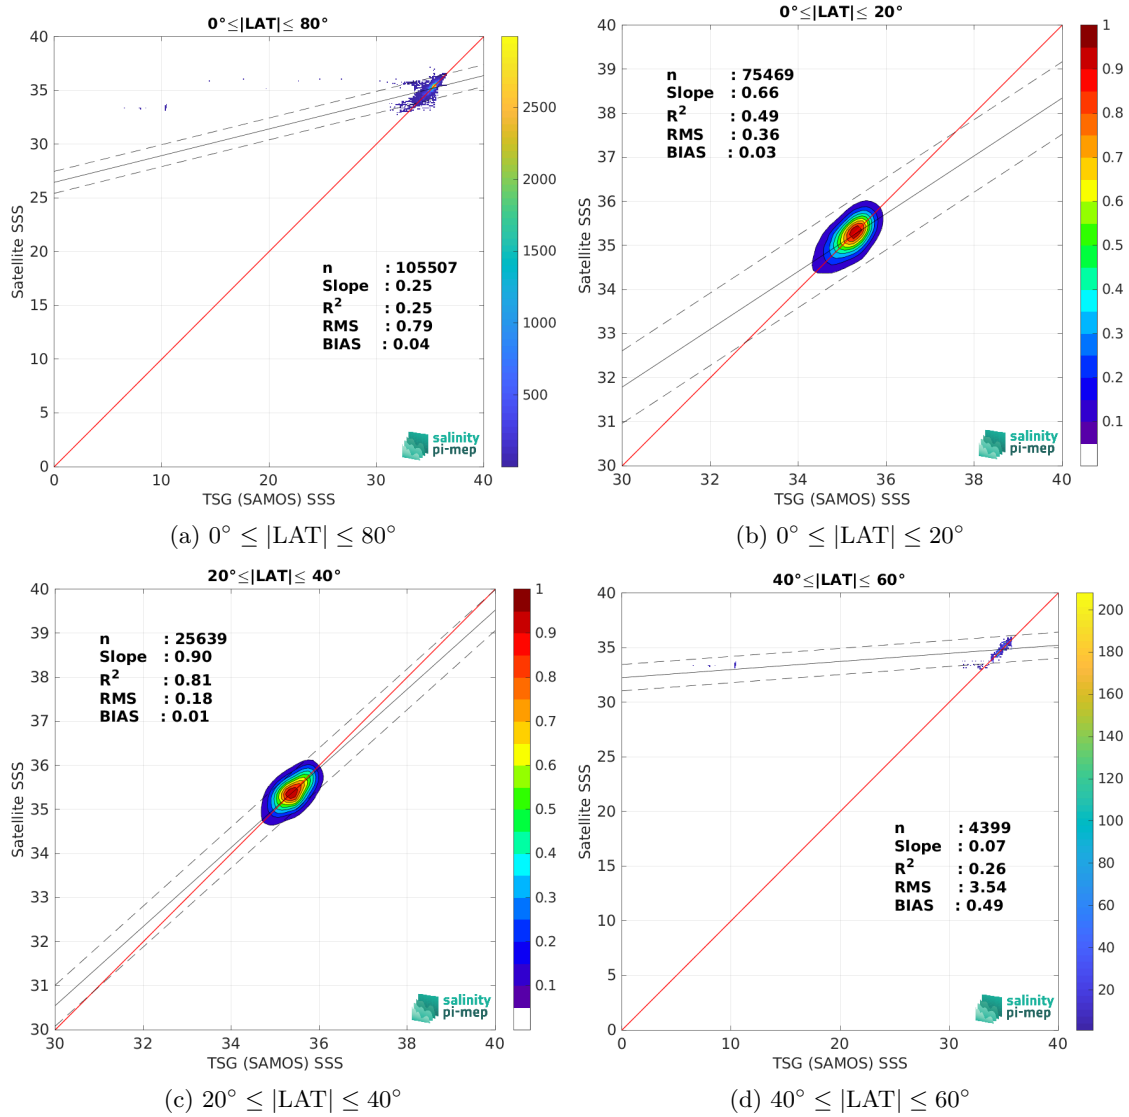 0°≤|LAT|≤ 80°
40
35
30
25
20
15
10
5
0
Satellite SSS
n : 105507
Slope : 0.25
R² : 0.25
RMS : 0.79
BIAS : 0.04
salinity
pi-mep
0 10 20 30 40
TSG (SAMOS) SSS
2500
2000
1500
1000
500
(a) 0° ≤ |LAT| ≤ 80°
0°≤|LAT|≤ 20°
40
39
38
37
36
35
34
33
32
31
30
Satellite SSS
n : 75469
Slope : 0.66
R² : 0.49
RMS : 0.36
BIAS : 0.03
salinity
pi-mep
30 32 34 36 38 40
TSG (SAMOS) SSS
1
0.9
0.8
0.7
0.6
0.5
0.4
0.3
0.2
0.1
(b) 0° ≤ |LAT| ≤ 20°
20°≤|LAT|≤ 40°
40
39
38
37
36
35
34
33
32
31
30
Satellite SSS
n : 25639
Slope : 0.90
R² : 0.81
RMS : 0.18
BIAS : 0.01
salinity
pi-mep
30 32 34 36 38 40
TSG (SAMOS) SSS
1
0.9
0.8
0.7
0.6
0.5
0.4
0.3
0.2
0.1
(c) 20° ≤ |LAT| ≤ 40°
40°≤|LAT|≤ 60°
40
35
30
25
20
15
10
5
0
Satellite SSS
n : 4399
Slope : 0.07
R² : 0.26
RMS : 3.54
BIAS : 0.49
salinity
pi-mep
0 10 20 30 40
TSG (SAMOS) SSS
200
180
160
140
120
100
80
60
40
20
(d) 40° ≤ |LAT| ≤ 60°